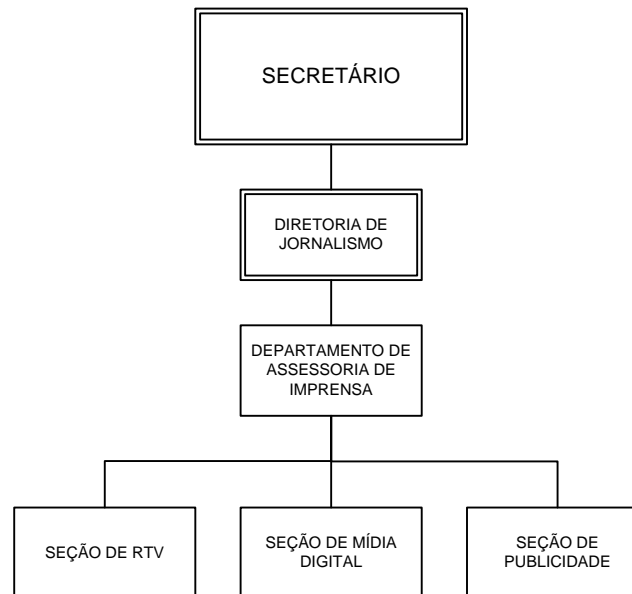 SECRETÁRIO
DIRETORIA DE
JORNALISMO
DEPARTAMENTO DE
ASSESSORIA DE
IMPRENSA
SEÇÃO DE RTV
SEÇÃO DE MÍDIA
DIGITAL
SEÇÃO DE
PUBLICIDADE